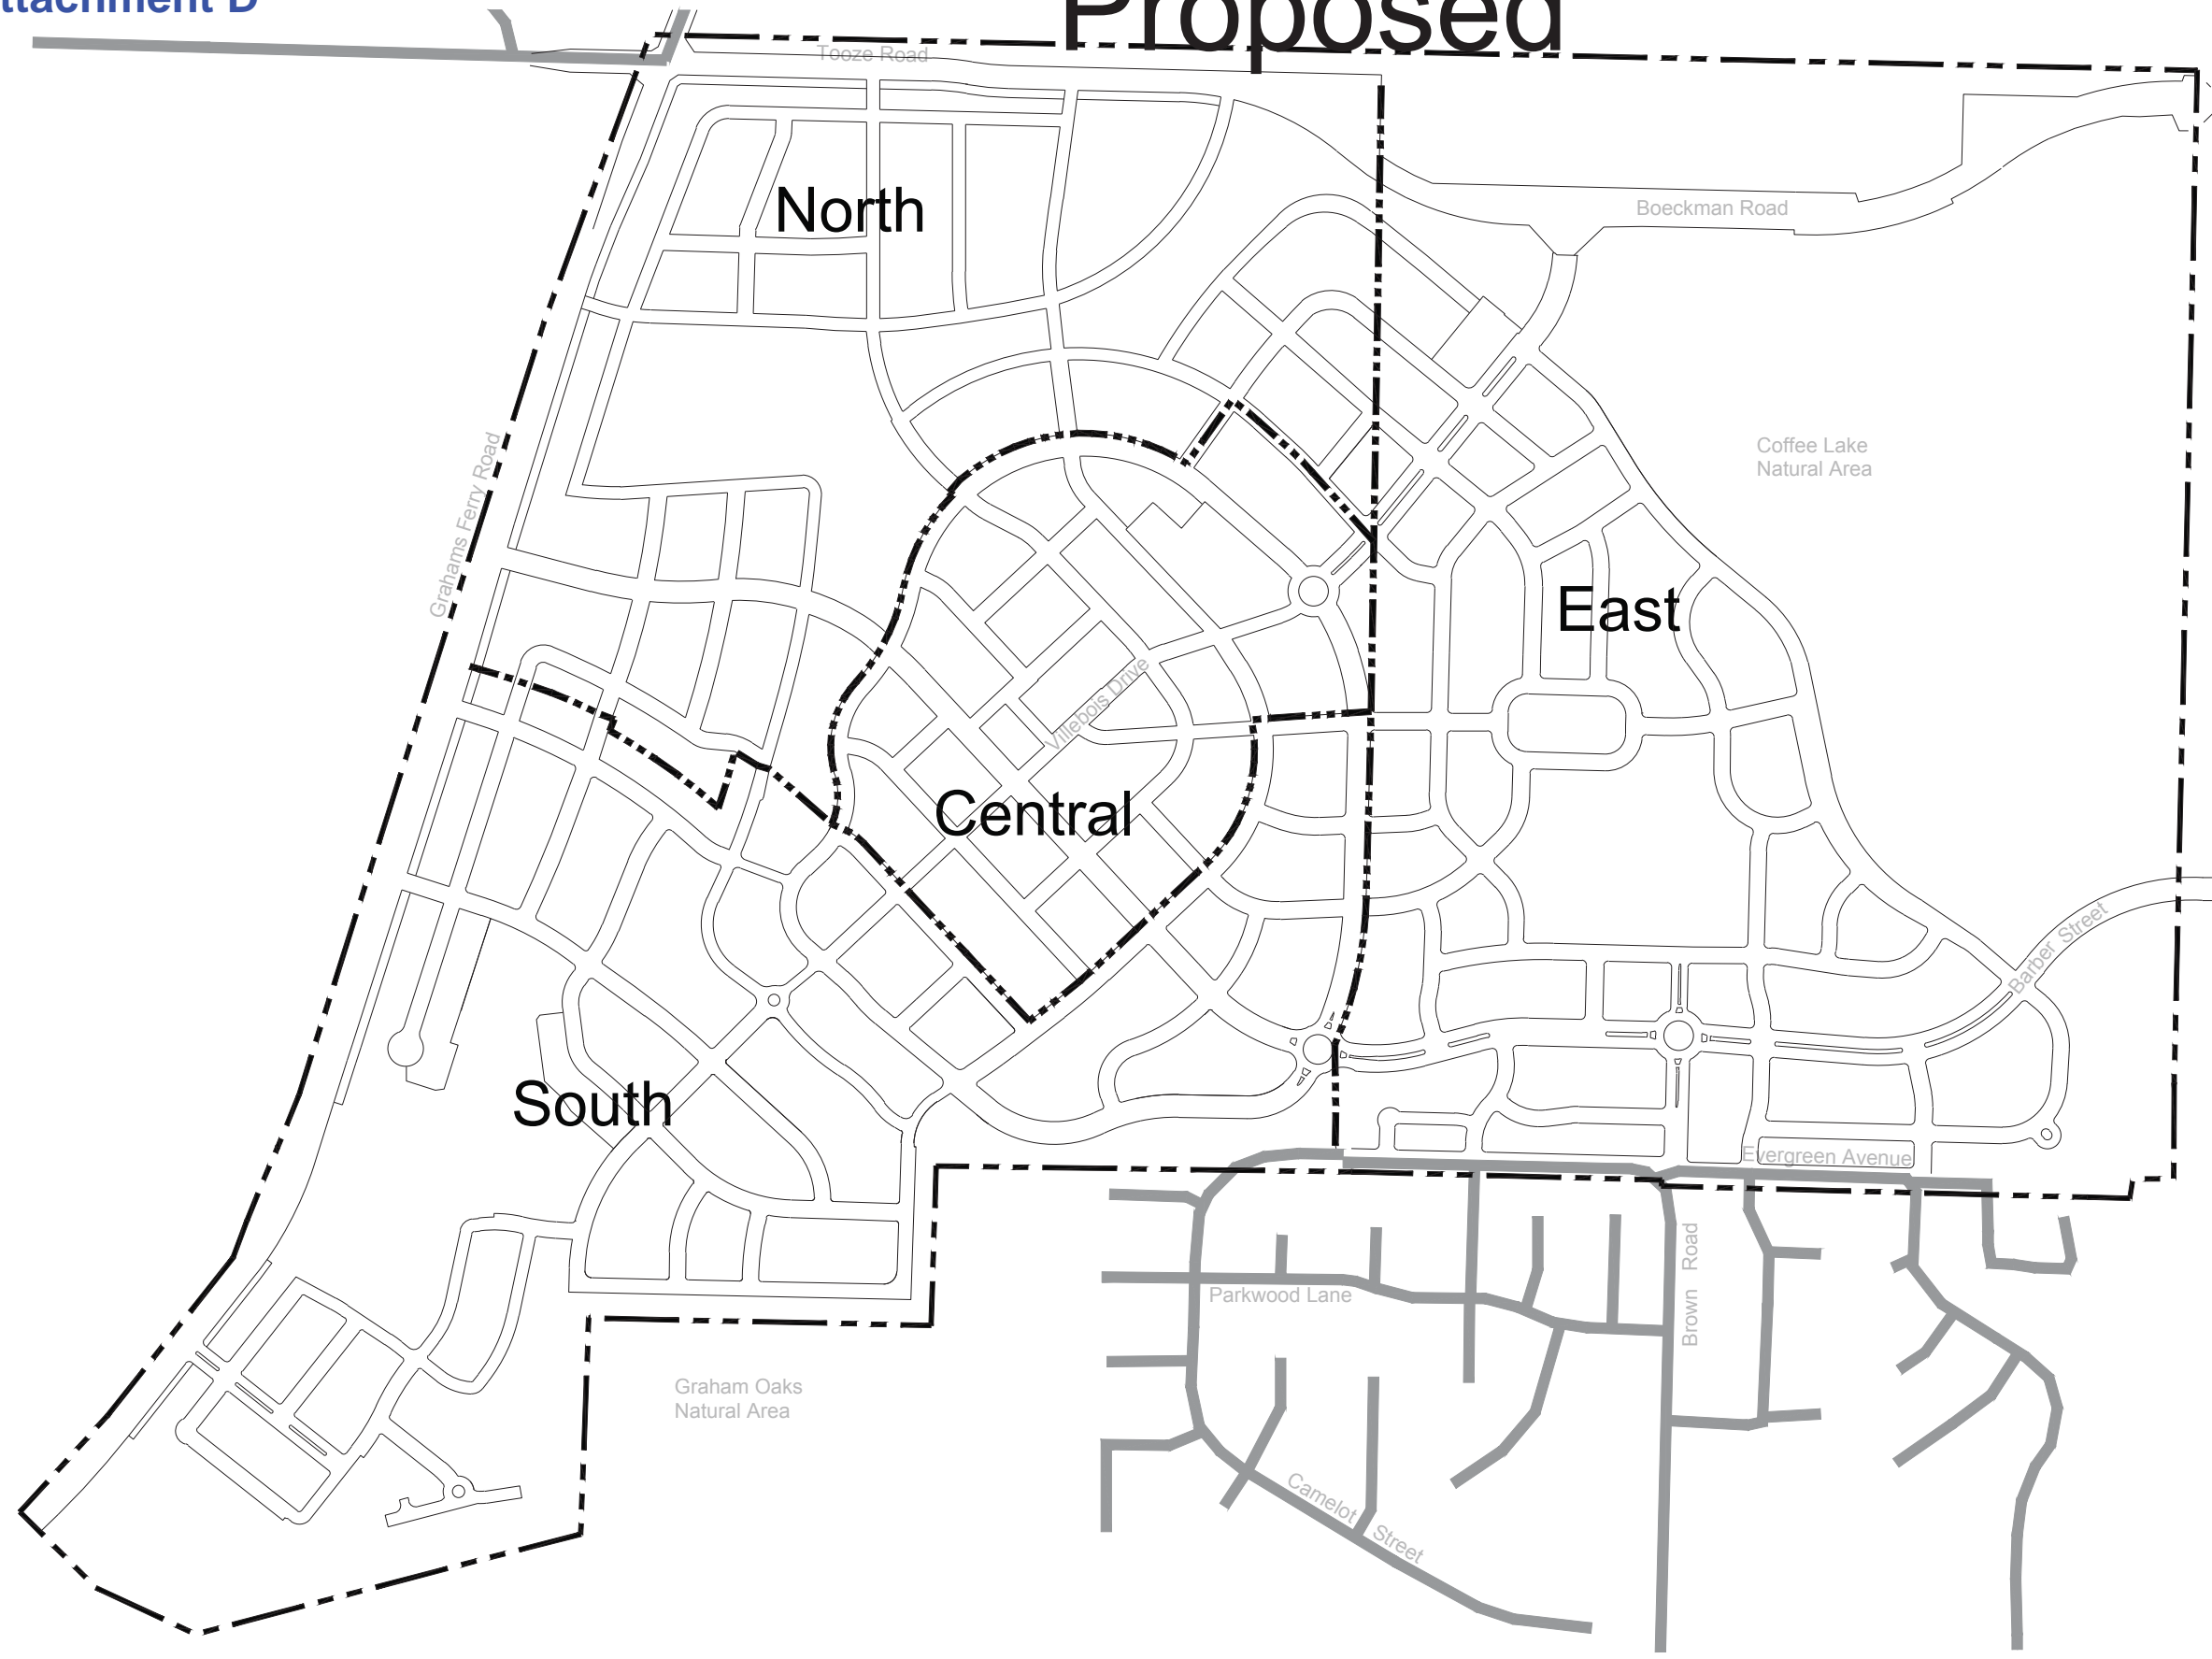 ttachment D
Proposed
Tooze Road
North
Boeckman Road
Coffee Lake
Natural Area
Grahams Ferry Road
East
Villebois Drive
Central
Barber Street
South
Evergreen Avenue
Parkwood Lane
Brown Road
Graham Oaks
Natural Area
Camelot Street